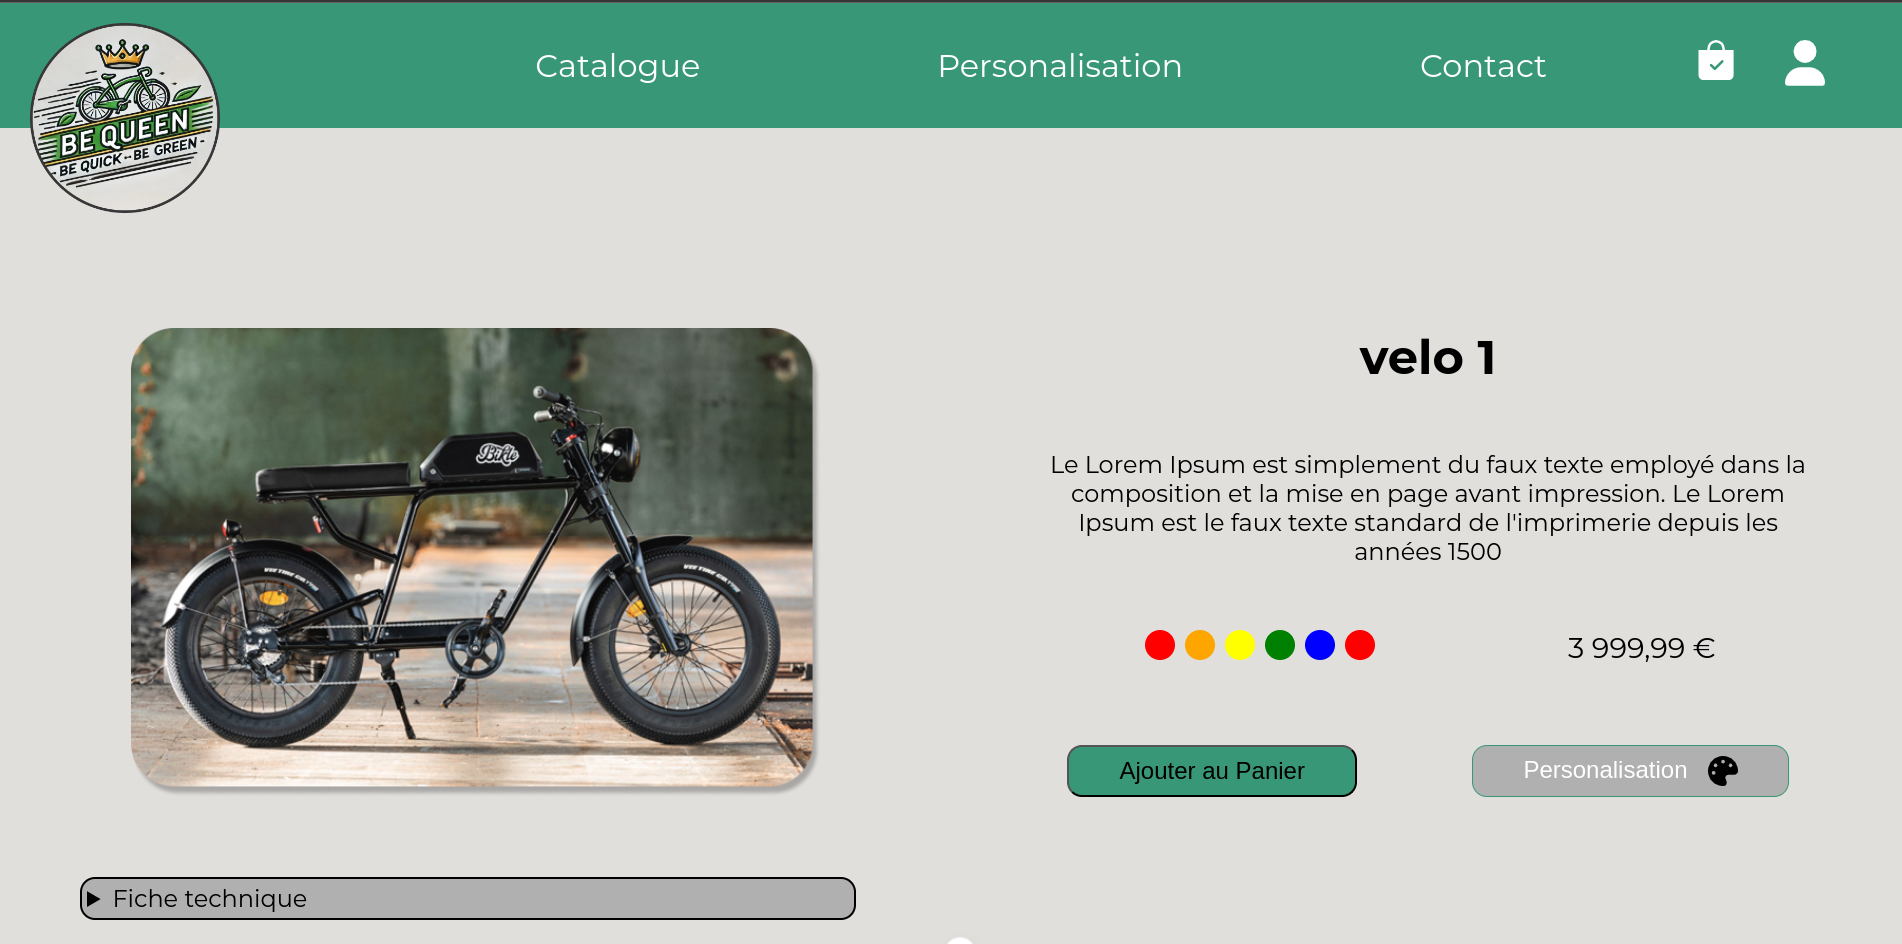 Catalogue
Personalisation
Contact
BE QUEEN
- BE QUICK -- BE GREEN -
velo 1
Bikle
Le Lorem Ipsum est simplement du faux texte employé dans la
composition et la mise en page avant impression. Le Lorem
Ipsum est le faux texte standard de l'imprimerie depuis les
années 1500
3 999,99 €
Ajouter au Panier
Personalisation
Fiche technique